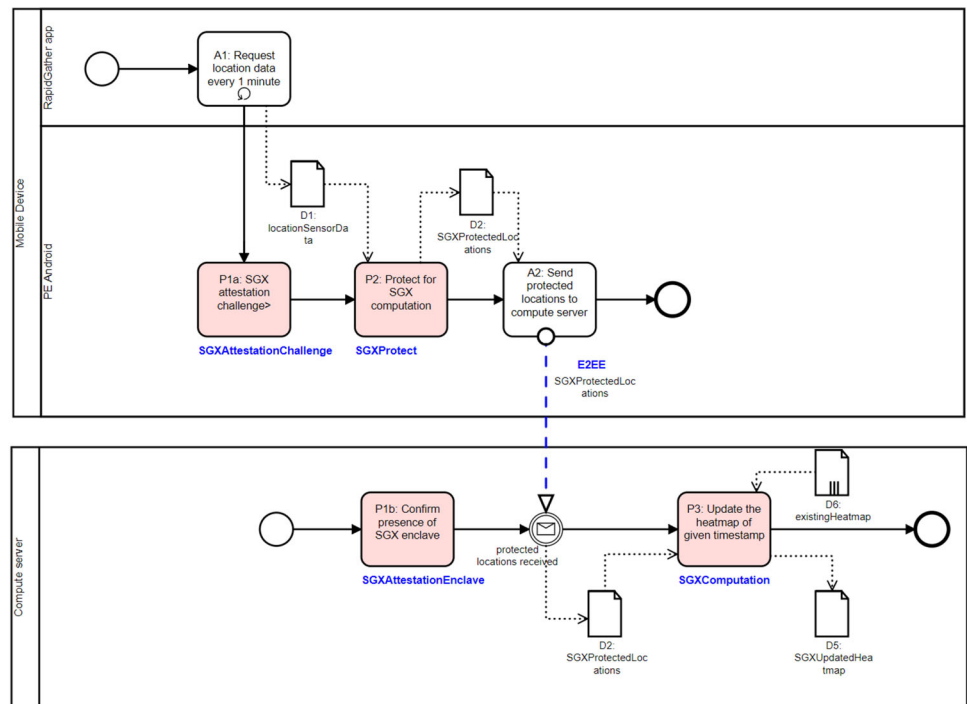 RapidGather app
A1: Request
location data
every 1 minute
Mobile Device
PE Android
D1:
locationSensorDa
ta
D2:
SGXProtectedLoc
ations
P1a: SGX
attestation
challenge>
SGXAttestationChallenge
P2: Protect for
SGX
computation
SGXProtect
A2: Send
protected
locations to
compute server
E2EE
SGXProtectedLoc
ations
Compute server
P1b: Confirm
presence of
SGX enclave
SGXAttestationEnclave
protected
locations received
D2:
SGXProtectedLoc
ations
P3: Update the
heatmap of
given timestamp
SGXComputation
D6:
existingHeatmap
D5:
SGXUpdatedHea
tmap